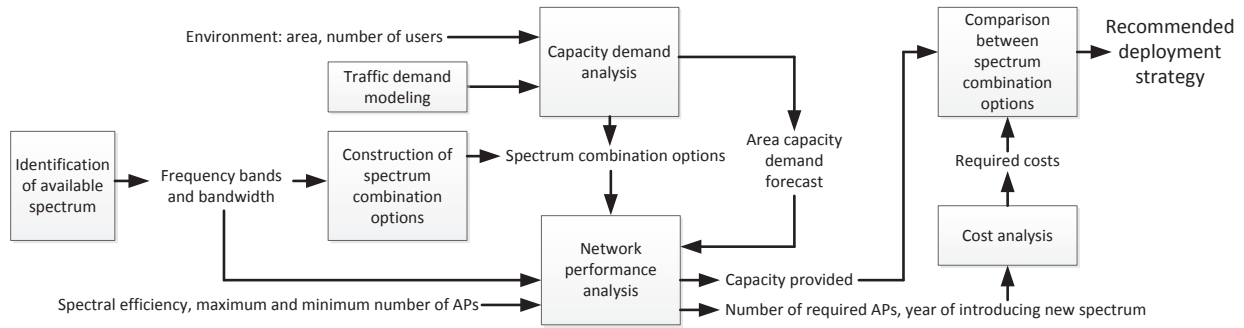 Environment: area, number of users
Traffic demand
modeling
Capacity demand
analysis
Comparison
between
spectrum
combination
options
Recommended
deployment
strategy
Identification
of available
spectrum
Frequency bands
and bandwidth
Construction of
spectrum
combination
options
Spectrum combination options
Area capacity
demand
forecast
Required costs
Cost analysis
Network
performance
analysis
Capacity provided
Spectral efficiency, maximum and minimum number of APs
Number of required APs, year of introducing new spectrum